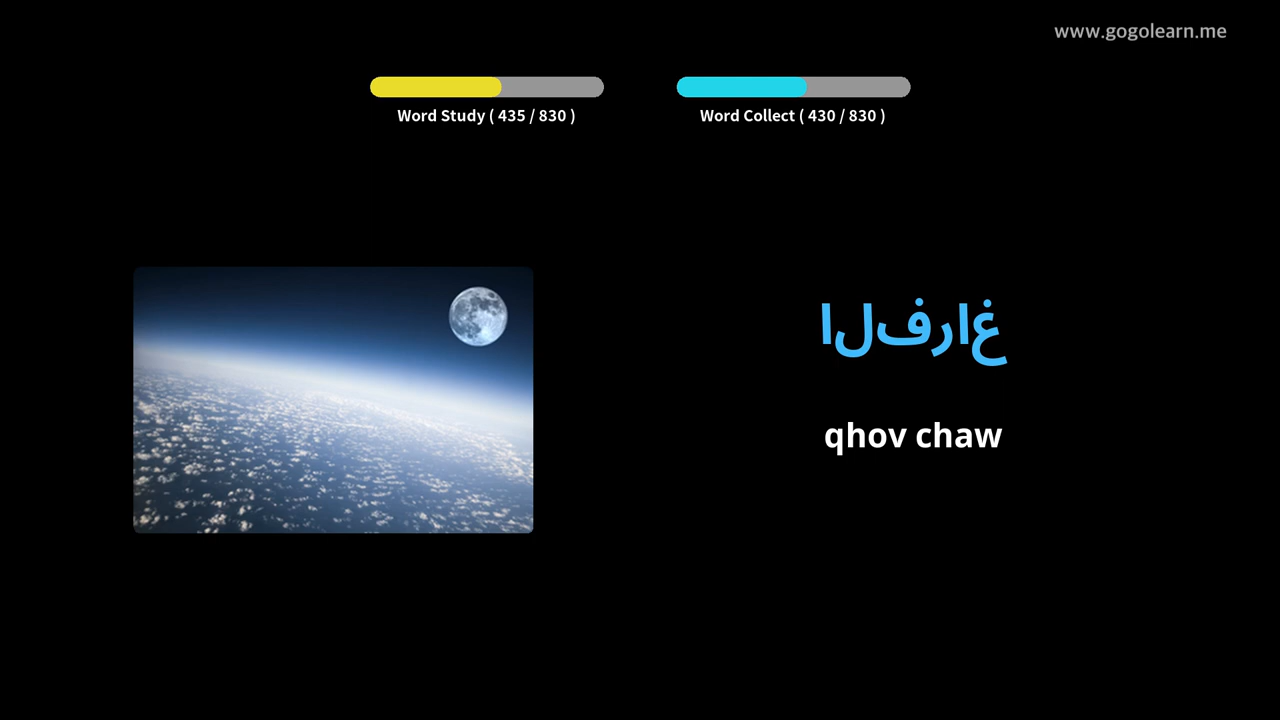 www.gogolearn.me
Word Study ( 435 / 830 )
Word Collect ( 430 / 830 )
الفراغ
qhov chaw